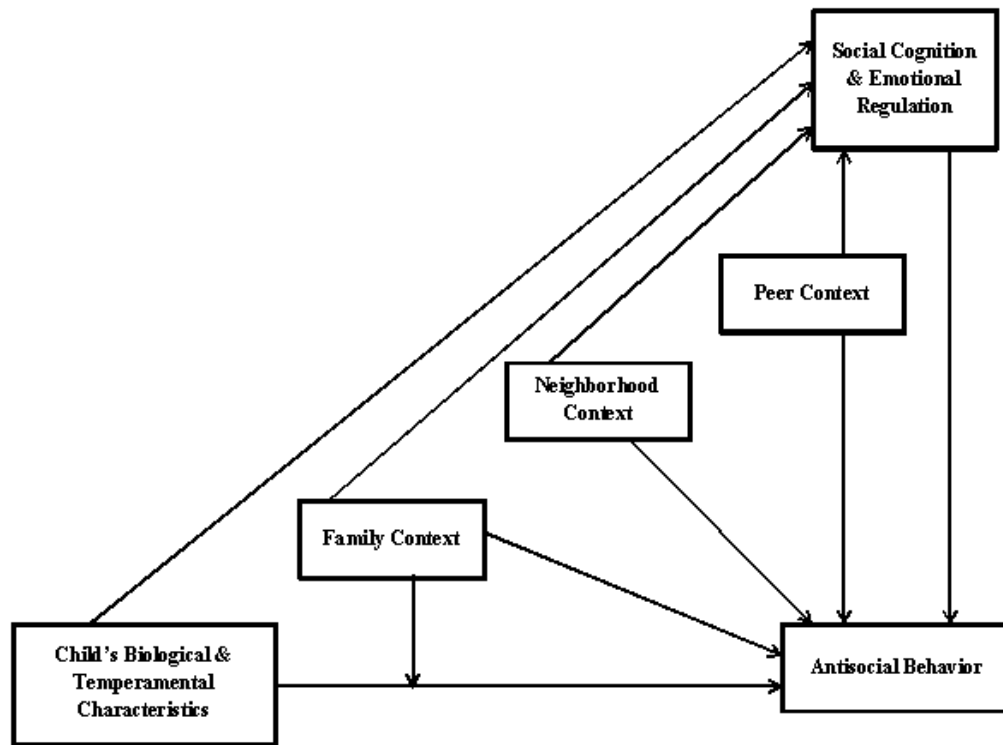 Social Cognition
& Emotional
Regulation
Peer Context
Neighborhood
Context
Family Context
Child's Biological &
Temperamental
Characteristics
Antisocial Behavior